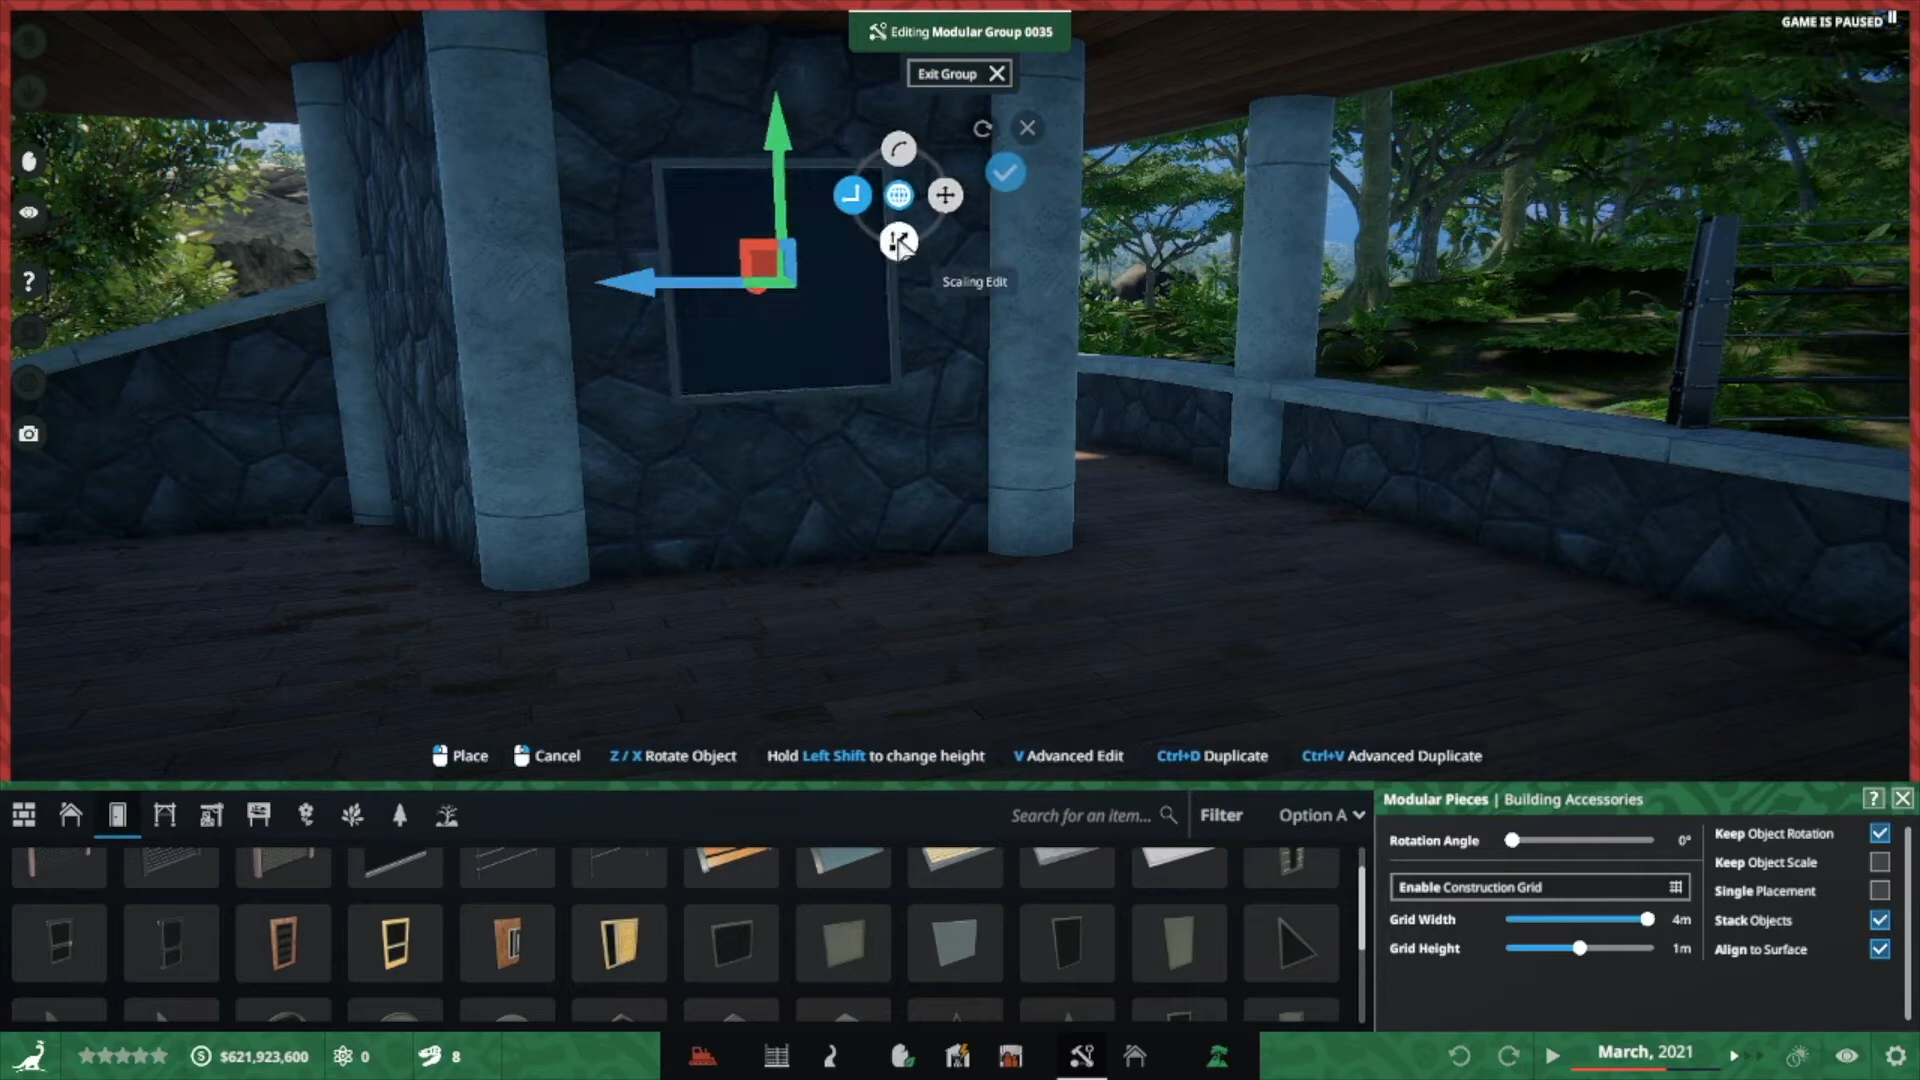 Editing Modular Group 0035
GAME IS PAUSED
Exit Group
Scaling Edit
Place
Cancel
Z / X Rotate Object
Hold Left Shift to change height
V Advanced Edit
Ctrl+D Duplicate
Ctrl+V Advanced Duplicate
Search for an item...
Filter
Option A
Modular Pieces | Building Accessories
?
Rotation Angle
0°
Enable Construction Grid
Grid Width
4m
Grid Height
1m
Keep Object Rotation
Keep Object Scale
Single Placement
Stack Objects
Align to Surface
$621,923,600
0
8
March, 2021